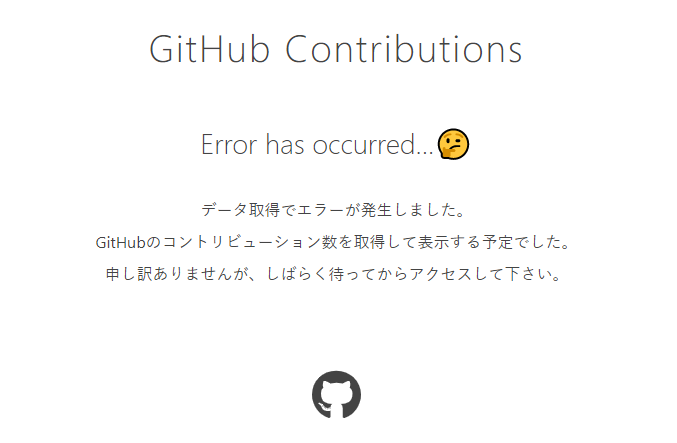 GitHub Contributions
Error has occurred...🤔
データ取得でエラーが発生しました。
GitHubのコントリビューション数を取得して表示する予定でした。
申し訳ありませんが、しばらく待ってからアクセスして下さい。